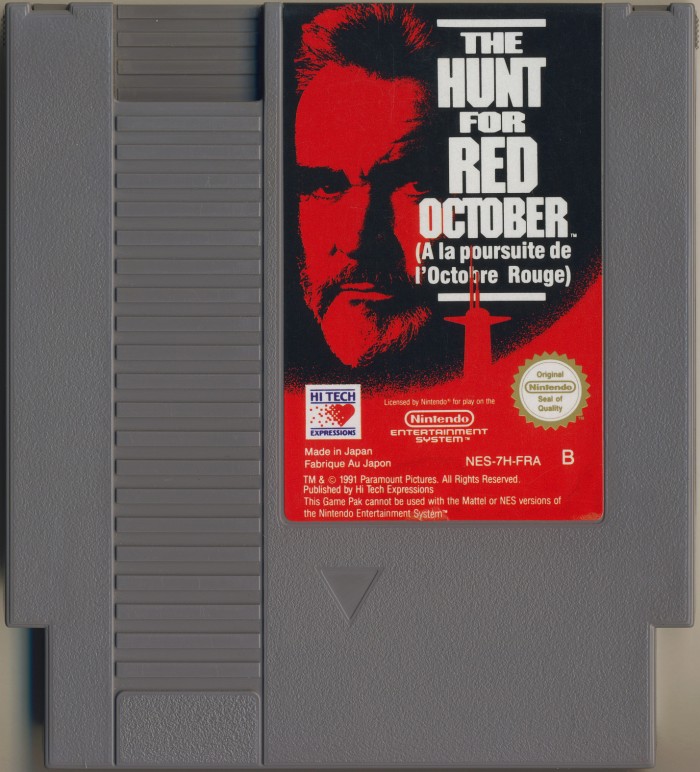 THE
HUNT
FOR
RED
OCTOBER™
(A la poursuite de
l'Octobre Rouge)
HI TECH
EXPRESSIONS
Licensed by Nintendo® for play on the
Nintendo
ENTERTAINMENT
SYSTEM™
Original
Nintendo
Seal of
Quality
Made in Japan
Fabrique Au Japon
NES-7H-FRA B
TM & © 1991 Paramount Pictures. All Rights Reserved.
Published by Hi Tech Expressions
This Game Pak cannot be used with the Mattel or NES versions of
the Nintendo Entertainment System™